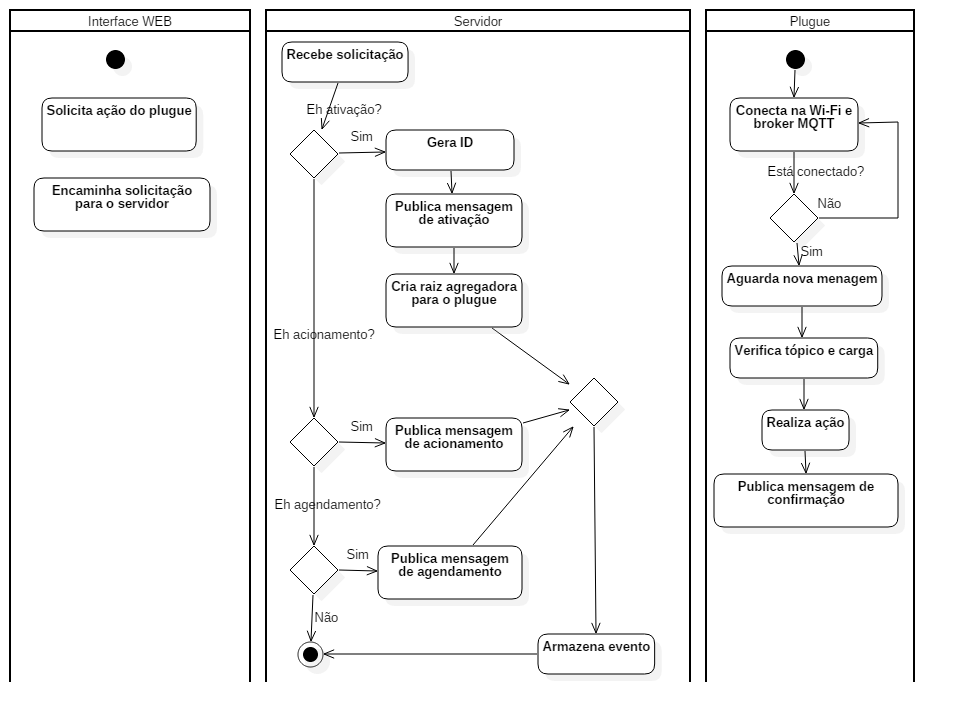 Interface WEB
Solicita ação do plugue
Encaminha solicitação
para o servidor
Servidor
Recebe solicitação
Eh ativação?
Sim
Gera ID
Publica mensagem
de ativação
Cria raiz agregadora
para o plugue
Eh acionamento?
Sim
Publica mensagem
de acionamento
Eh agendamento?
Sim
Publica mensagem
de agendamento
Não
Armazena evento
Plugue
Conecta na Wi-Fi e
broker MQTT
Está conectado?
Não
Sim
Aguarda nova menagem
Verifica tópico e carga
Realiza ação
Publica mensagem de
confirmação